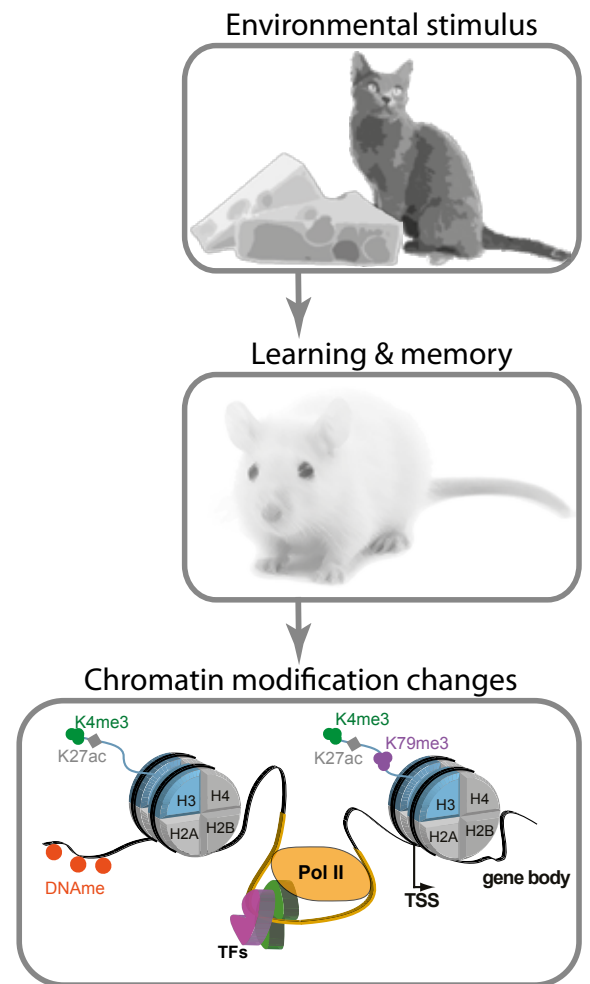 Environmental stimulus
Learning & memory
Chromatin modification changes
K4me3
K27ac
K4me3
K27ac
K79me3
H3
H4
H2A
H2B
H3
H4
H2A
H2B
DNAme
Pol II
TFs
TSS
gene body